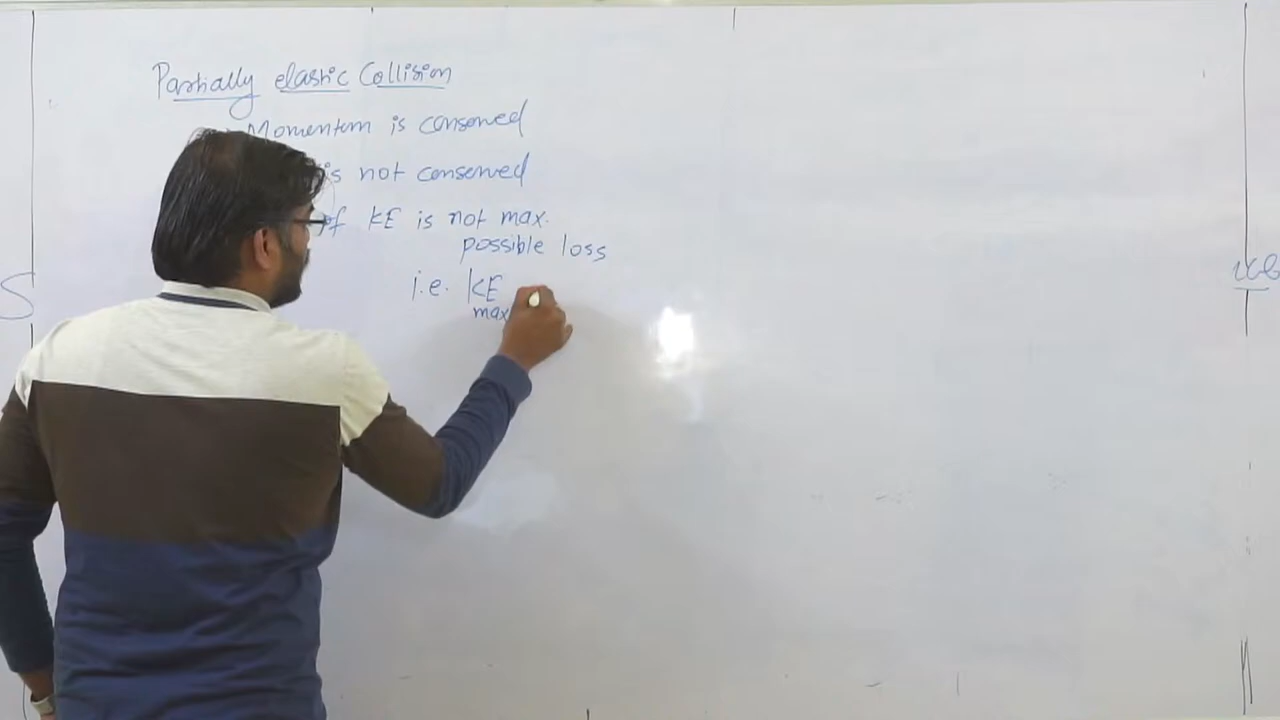 Partially elastic Collision
Momentum is conserved
is not conserved
of KE is not max.
possible loss
i.e. KE
max